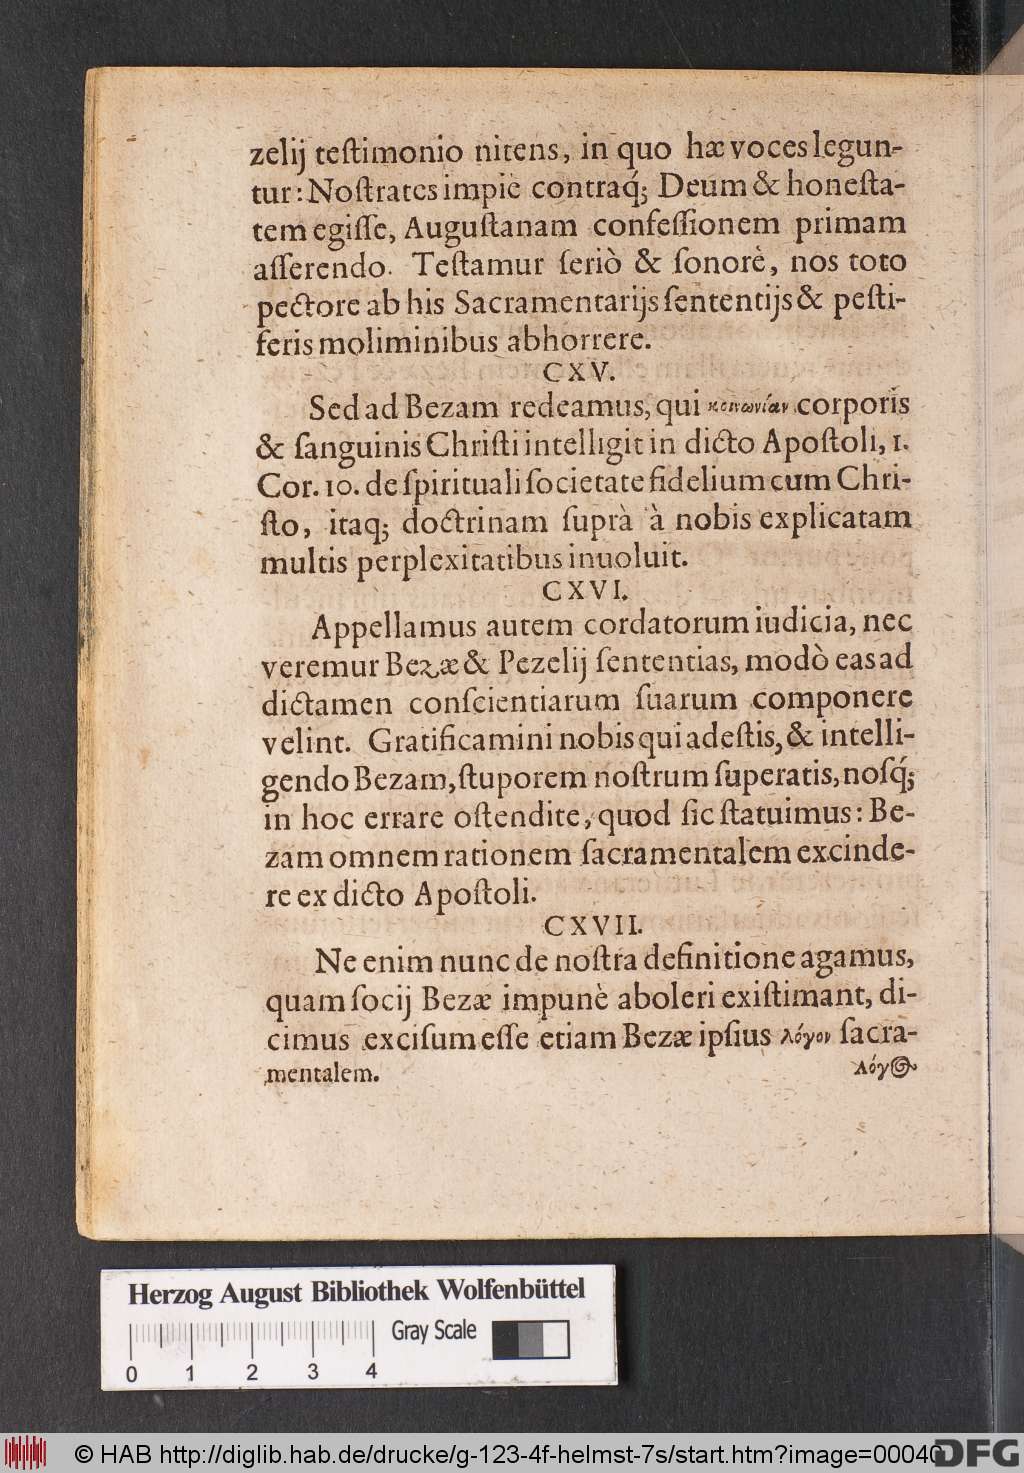 zelij teſtimonio nitens, in quo hæ voces legun-
tur: Noſtrates impiè contraq́; Deum & honeſta-
tem egiſſe, Auguſtanam confeſſionem primam
aſſerendo. Teſtamur ſeriò & ſonorè, nos toto
pectore ab his Sacramentarijs ſententijs & peſti-
feris moliminibus abhorrere.
CXV.
Sed ad Bezam redeamus, qui κοινωνίαν corporis
& ſanguinis Chriſti intelligit in dicto Apoſtoli, 1.
Cor. 10. de ſpirituali ſocietate fidelium cum Chri-
ſto, itaq; doctrinam ſuprà à nobis explicatam
multis perplexitatibus inuoluit.
CXVI.
Appellamus autem cordatorum iudicia, nec
veremur Bezæ & Pezelij ſententias, modò eas ad
dictamen conſcientiarum ſuarum componere
velint. Gratificamini nobis qui adeſtis, & intelli-
gendo Bezam, ſtuporem noſtrum ſuperatis, noſq́;
in hoc errare oſtendite, quod ſic ſtatuimus: Be-
zam omnem rationem ſacramentalem excinde-
re ex dicto Apoſtoli.
CXVII.
Ne enim nunc de noſtra definitione agamus,
quam ſocij Bezæ impunè aboleri exiſtimant, di-
cimus exciſum eſſe etiam Bezæ ipſius λόγον ſacra-
mentalem. Λόγος
Herzog August Bibliothek Wolfenbüttel
Gray Scale
0 1 2 3 4
© HAB http://diglib.hab.de/drucke/g-123-4f-helmst-7s/start.htm?image=00040
DFG